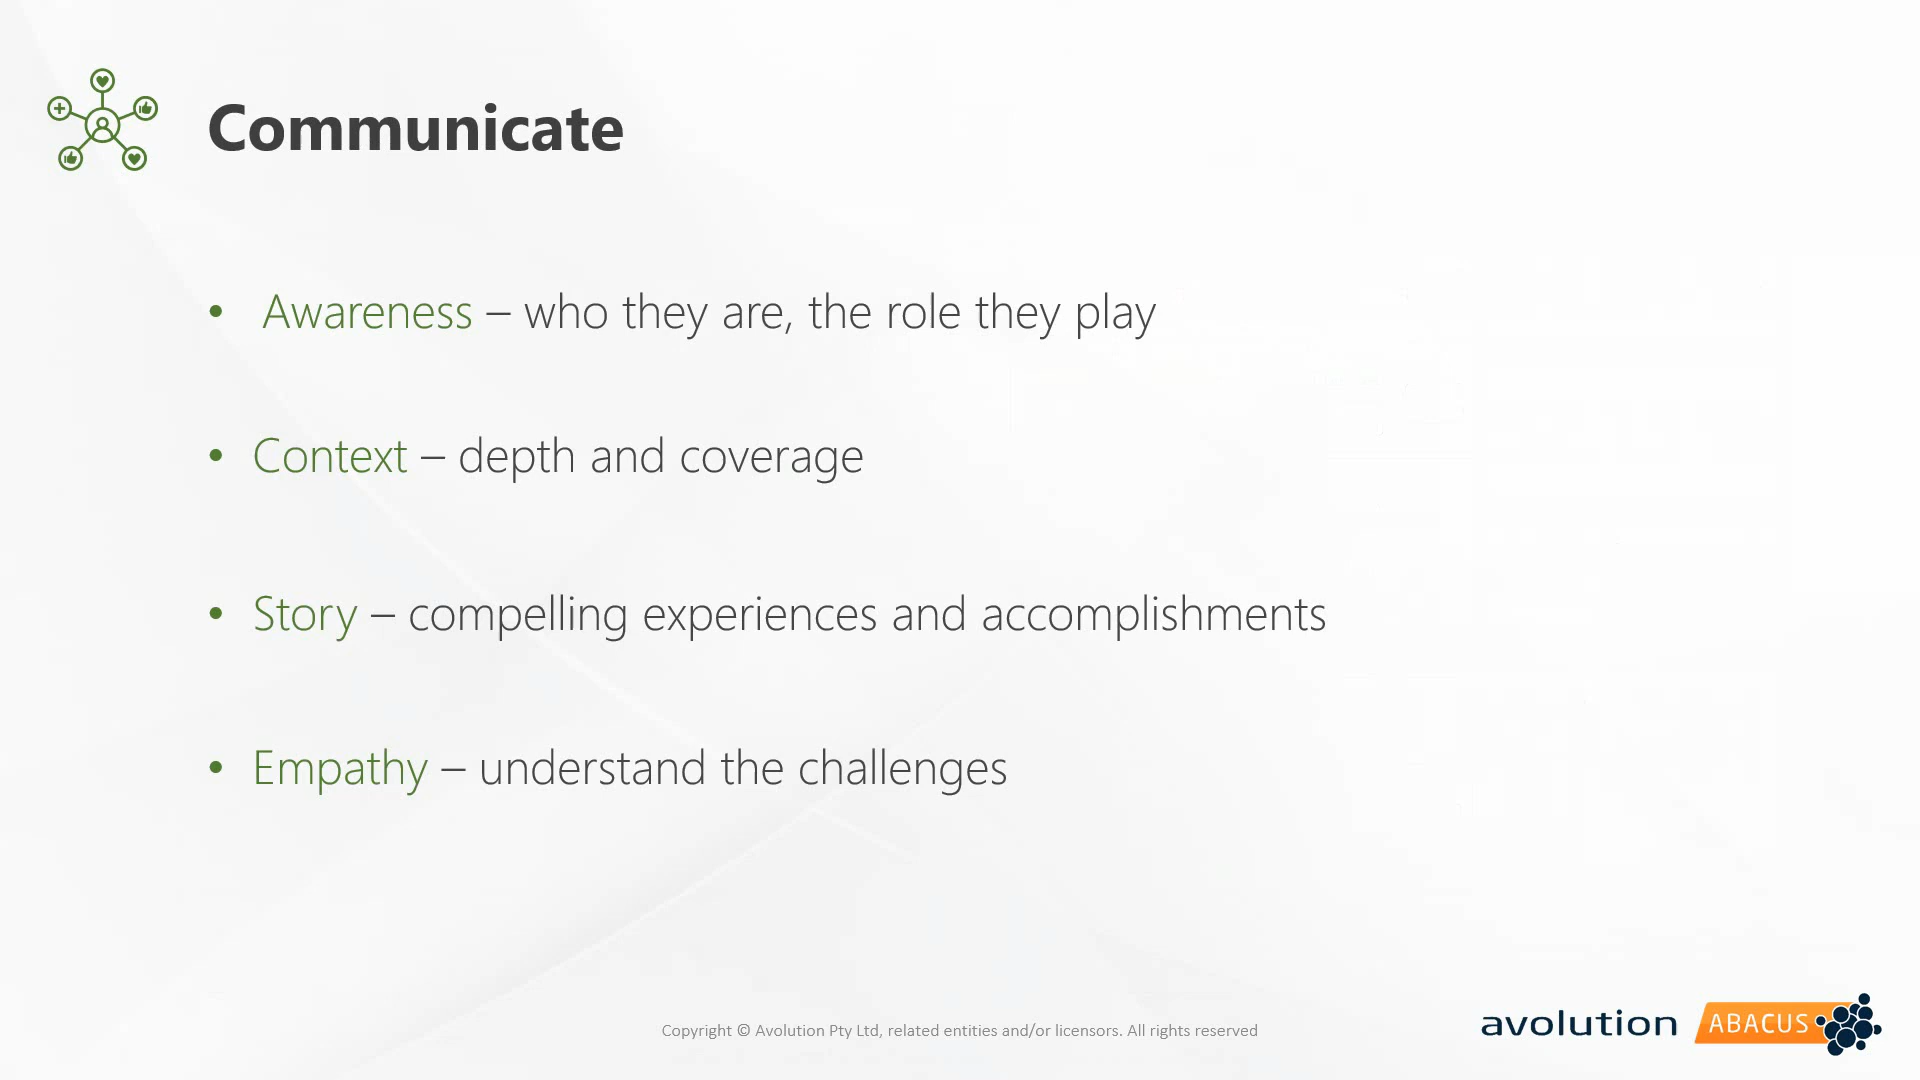 Communicate
• Awareness – who they are, the role they play
• Context – depth and coverage
• Story – compelling experiences and accomplishments
• Empathy – understand the challenges
Copyright © Avolution Pty Ltd, related entities and/or licensors. All rights reserved
avolution ABACUS